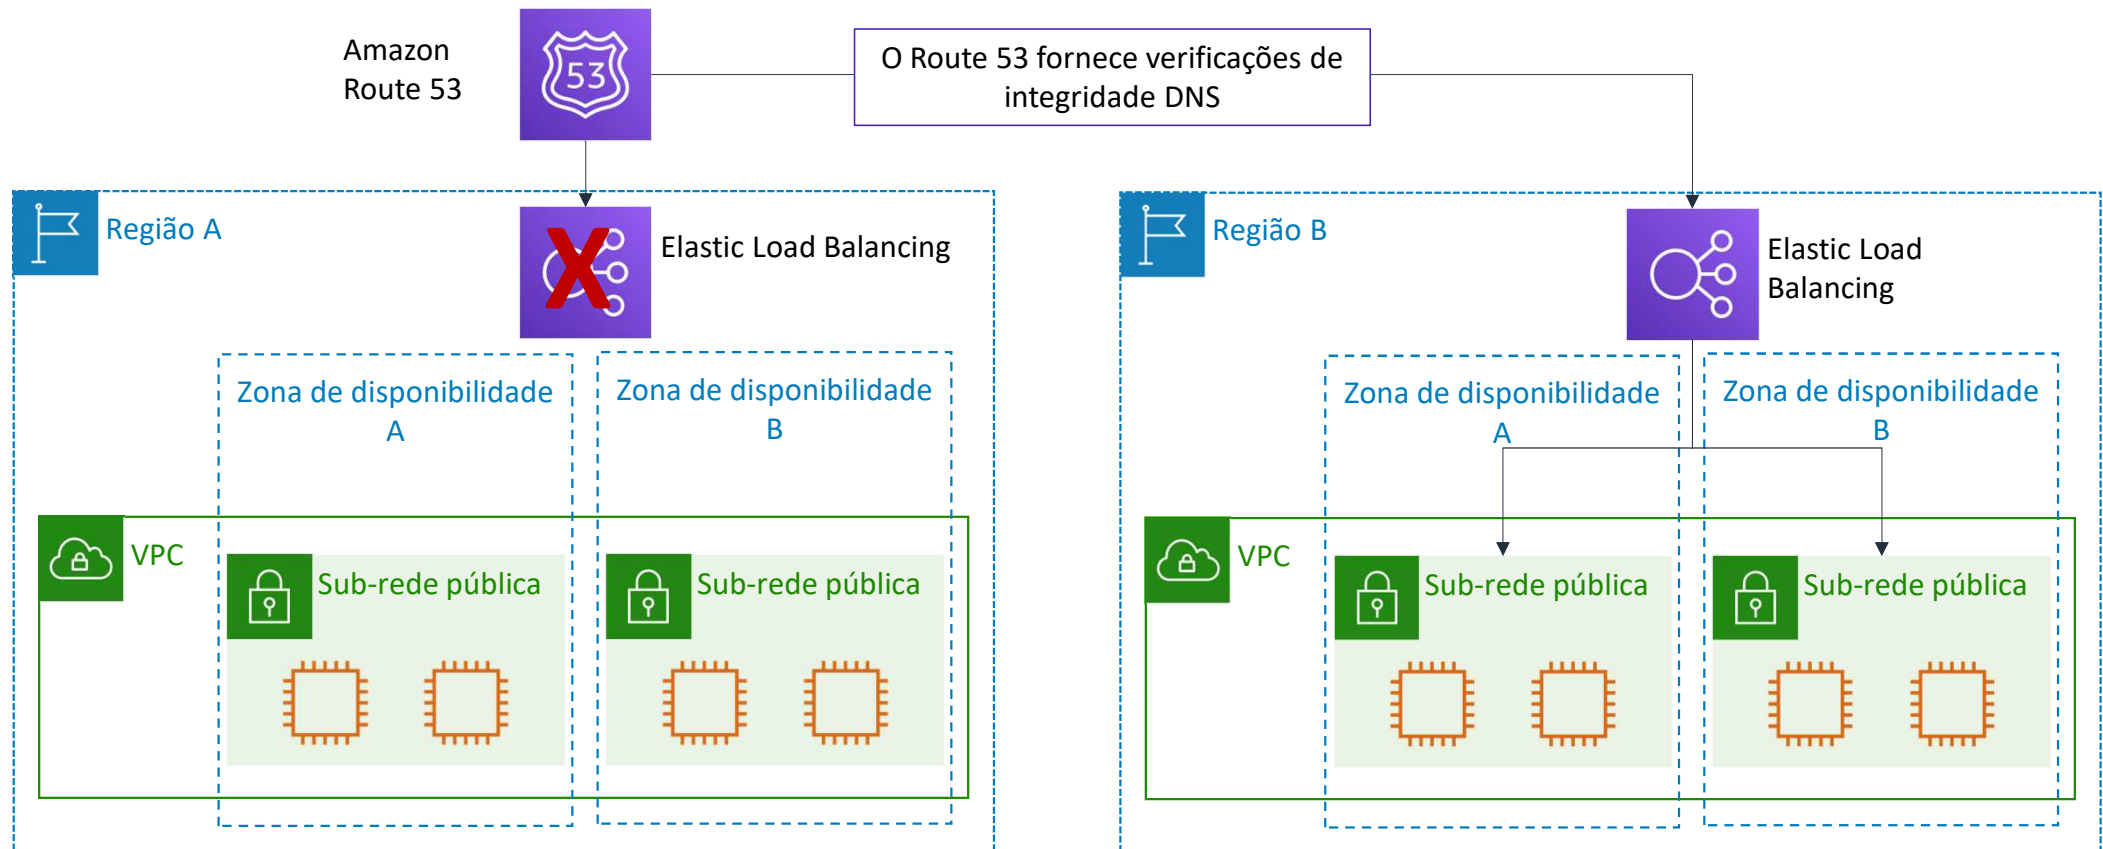 Amazon
Route 53
53
O Route 53 fornece verificações de
integridade DNS
Região A
Elastic Load Balancing
X
Zona de disponibilidade
A
Zona de disponibilidade
B
VPC
Sub-rede pública
Sub-rede pública
Região B
Elastic Load
Balancing
Zona de disponibilidade
A
Zona de disponibilidade
B
VPC
Sub-rede pública
Sub-rede pública